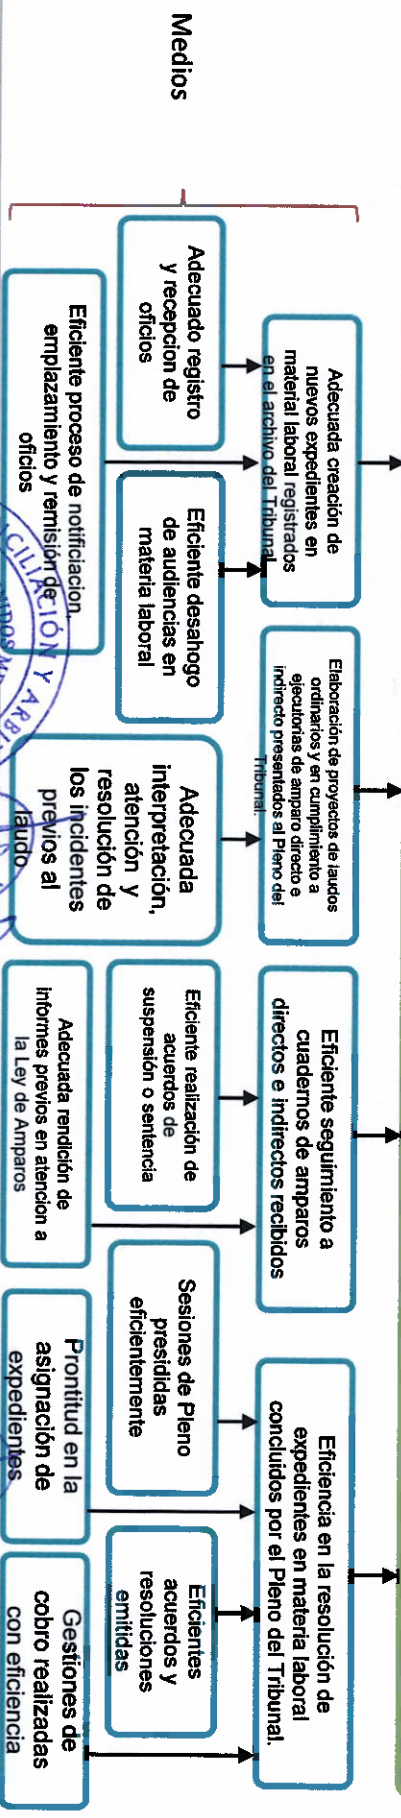 Medios
Adecuada creación de
nuevos expedientes en
material laboral registrados
en el archivo del Tribunal
Elaboración de proyectos de laudos
ordinarios y en cumplimiento a
ejecutorias de amparo directo e
indirecto presentados al Pleno del
Tribunal.
Eficiente seguimiento a
cuadernos de amparos
directos e indirectos recibidos
Eficiencia en la resolución de
expedientes en materia laboral
concluidos por el Pleno del Tribunal.
Adecuado registro
y recepcion de
oficios
Eficiente desahogo
de audiencias en
materia laboral
Adecuada
interpretación,
atención y
resolución de
los incidentes
previos al
laudo
Eficiente realización de
acuerdos de
suspensión o sentencia
Sesiones de Pleno
presididas
eficientemente
Eficientes
acuerdos y
resoluciones
emitidas
Eficiente proceso de notificiacion,
emplazamiento y remisión de
oficios
Adecuada rendición de
informes previos en atencion a
la Ley de Amparos
Prontitud en la
asignación de
expedientes
Gestiones de
cobro realizadas
con eficiencia
CILIACIÓN Y ARBI